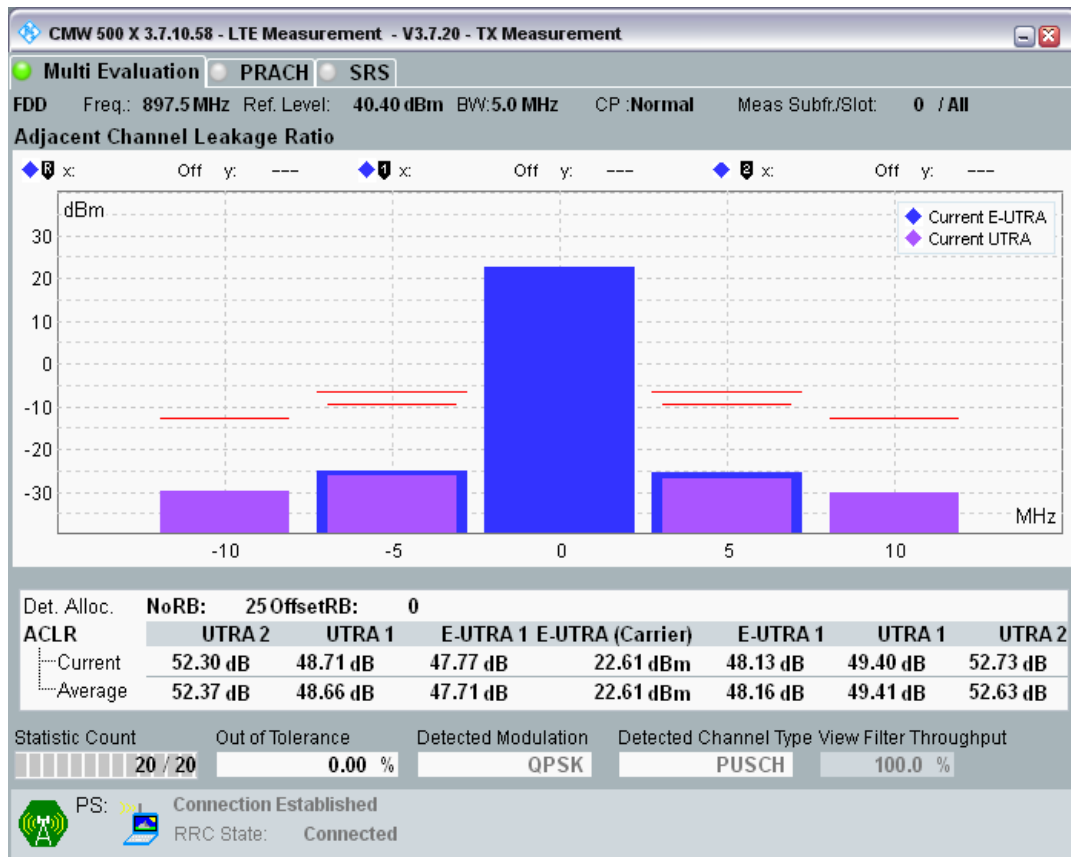 CMW 500 X 3.7.10.58 - LTE Measurement - V3.7.20 - TX Measurement
Multi Evaluation PRACH SRS
FDD Freq.: 897.5 MHz Ref. Level: 40.40 dBm BW:5.0 MHz CP :Normal Meas Subfr./Slot: 0 / All
Adjacent Channel Leakage Ratio
R x: Off y: --- 1 x: Off y: --- 2 x: Off y: ---
dBm
Current E-UTRA
Current UTRA
30
20
10
0
-10
-20
-30
MHz
-10 -5 0 5 10
Det. Alloc. NoRB: 25 OffsetRB: 0
ACLR UTRA 2 UTRA 1 E-UTRA 1 E-UTRA (Carrier) E-UTRA 1 UTRA 1 UTRA 2
Current 52.30 dB 48.71 dB 47.77 dB 22.61 dBm 48.13 dB 49.40 dB 52.73 dB
Average 52.37 dB 48.66 dB 47.71 dB 22.61 dBm 48.16 dB 49.41 dB 52.63 dB
Statistic Count Out of Tolerance Detected Modulation Detected Channel Type View Filter Throughput
20 / 20 0.00 % QPSK PUSCH 100.0 %
PS: Connection Established
RRC State: Connected